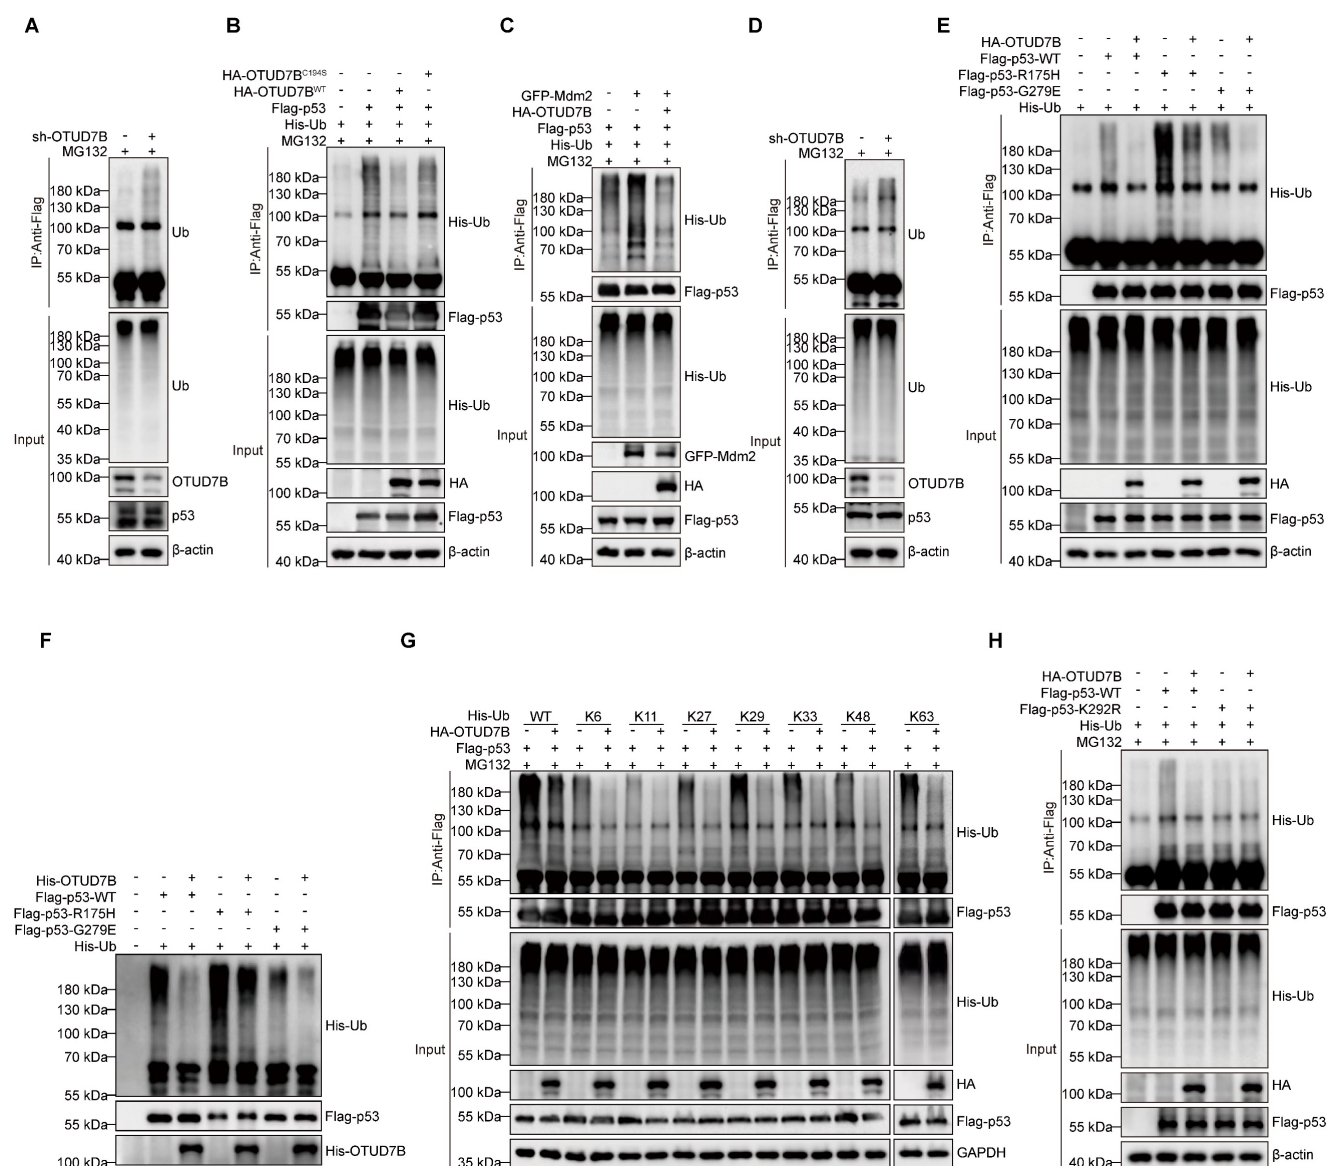 A
sh-OTUD7B - +
MG132 + +
IP:Anti-Flag
180 kDa
130 kDa
100 kDa
70 kDa
55 kDa
Ub
Input
180 kDa
130 kDa
100 kDa
70 kDa
55 kDa
40 kDa
35 kDa
Ub
100 kDa
OTUD7B
55 kDa
p53
40 kDa
β-actin
B
HA-OTUD7B^C194S - - - +
HA-OTUD7B^WT - - + -
Flag-p53 - + + +
His-Ub + + + +
MG132 + + + +
IP:Anti-Flag
180 kDa
130 kDa
100 kDa
70 kDa
55 kDa
His-Ub
55 kDa
Flag-p53
Input
180 kDa
130 kDa
100 kDa
70 kDa
55 kDa
His-Ub
100 kDa
HA
55 kDa
Flag-p53
40 kDa
β-actin
C
GFP-Mdm2 - + +
HA-OTUD7B - - +
Flag-p53 + + +
His-Ub + + +
MG132 + + +
IP:Anti-Flag
180 kDa
130 kDa
100 kDa
70 kDa
His-Ub
55 kDa
Flag-p53
Input
180 kDa
100 kDa
70 kDa
55 kDa
His-Ub
100 kDa
GFP-Mdm2
100 kDa
HA
55 kDa
Flag-p53
40 kDa
β-actin
D
sh-OTUD7B - +
MG132 + +
IP:Anti-Flag
180 kDa
130 kDa
100 kDa
70 kDa
55 kDa
Ub
Input
180 kDa
130 kDa
100 kDa
70 kDa
55 kDa
40 kDa
35 kDa
Ub
100 kDa
OTUD7B
55 kDa
p53
40 kDa
β-actin
E
HA-OTUD7B - - + - + - +
Flag-p53-WT - + + - - - -
Flag-p53-R175H - - - + + - -
Flag-p53-G279E - - - - - + +
His-Ub + + + + + + +
IP:Anti-Flag
180 kDa
130 kDa
100 kDa
70 kDa
55 kDa
His-Ub
55 kDa
Flag-p53
Input
180 kDa
130 kDa
100 kDa
70 kDa
55 kDa
His-Ub
100 kDa
HA
55 kDa
Flag-p53
40 kDa
β-actin
F
His-OTUD7B - - + - + - +
Flag-p53-WT - + + - - - -
Flag-p53-R175H - - - + + - -
Flag-p53-G279E - - - - - + +
His-Ub - + + + + + +
180 kDa
130 kDa
100 kDa
70 kDa
55 kDa
His-Ub
55 kDa
Flag-p53
100 kDa
His-OTUD7B
G
His-Ub WT K6 K11 K27 K29 K33 K48 K63
HA-OTUD7B - + - + - + - + - + - + - + - +
Flag-p53 + + + + + + + + + + + + + + + +
MG132 + + + + + + + + + + + + + + + +
IP:Anti-Flag
180 kDa
130 kDa
100 kDa
70 kDa
55 kDa
His-Ub
55 kDa
Flag-p53
Input
180 kDa
130 kDa
100 kDa
70 kDa
55 kDa
His-Ub
100 kDa
HA
55 kDa
Flag-p53
35 kDa
GAPDH
H
HA-OTUD7B - - + - +
Flag-p53-WT - + + - -
Flag-p53-K292R - - - + +
His-Ub + + + + +
MG132 + + + + +
IP:Anti-Flag
180 kDa
130 kDa
100 kDa
70 kDa
55 kDa
His-Ub
55 kDa
Flag-p53
Input
180 kDa
130 kDa
100 kDa
70 kDa
55 kDa
His-Ub
100 kDa
HA
55 kDa
Flag-p53
40 kDa
β-actin